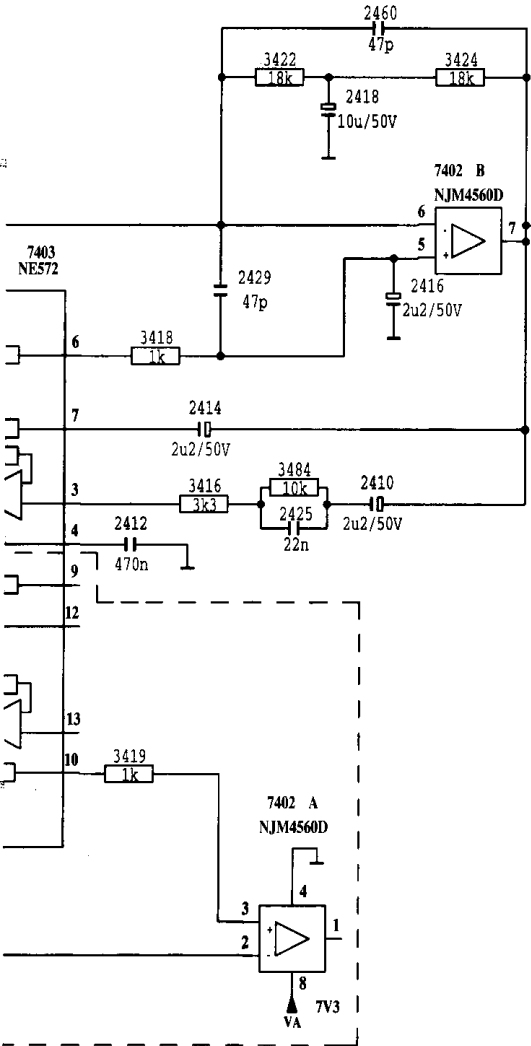 2460
47p
3422
18k
3424
18k
2418
10u/50V
7402 B
NJM4560D
6
-
7
5
+
7403
NE572
2429
47p
2416
2u2/50V
6
3418
1k
7
2414
2u2/50V
3
3416
3k3
3484
10k
2425
22n
2410
2u2/50V
4
2412
470n
9
12
13
10
3419
1k
7402 A
NJM4560D
4
3
+
1
2
-
8
7V3
VA